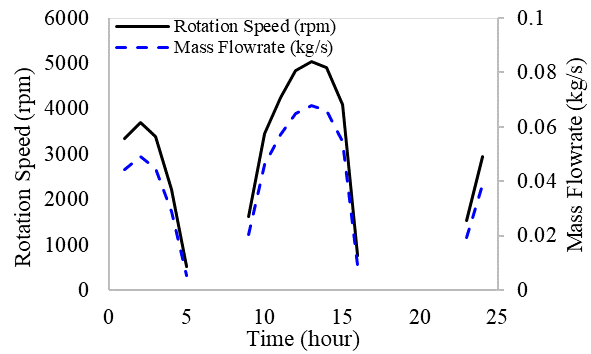 6000
5000
4000
3000
2000
1000
0
Rotation Speed (rpm)
Rotation Speed (rpm)
Mass Flowrate (kg/s)
0.1
0.08
0.06
0.04
0.02
0
Mass Flowrate (kg/s)
0 5 10 15 20 25
Time (hour)